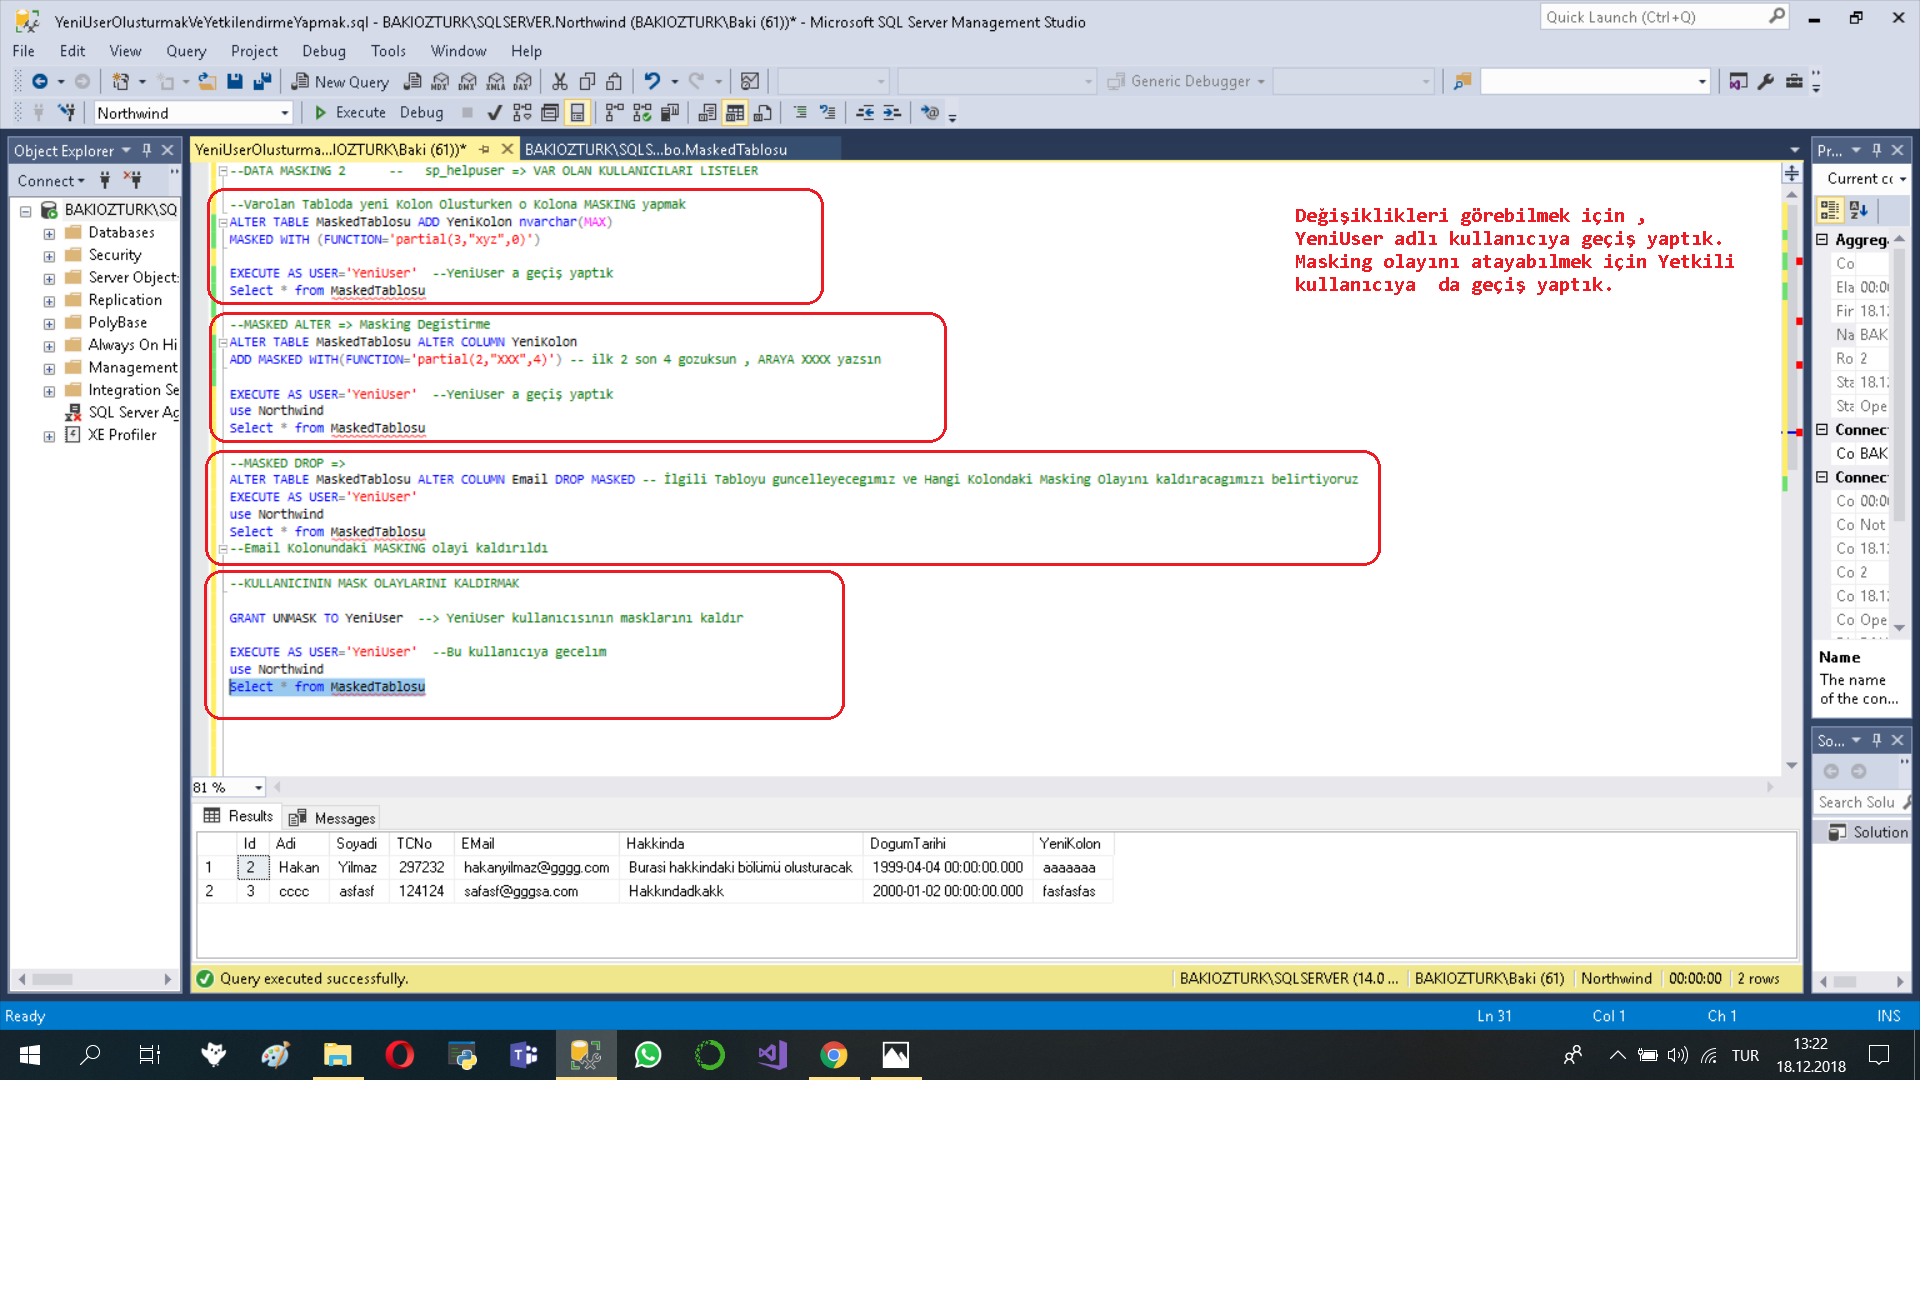 YeniUserOlusturmakVeYetkilendirmeYapmak.sql - BAKIOZTURK\SQLSERVER.Northwind (BAKIOZTURK\Baki (61))* - Microsoft SQL Server Management Studio
Quick Launch (Ctrl+Q)
File Edit View Query Project Debug Tools Window Help
New Query MDX DMX XMLA DAX Generic Debugger
Northwind Execute Debug
Object Explorer
YeniUserOlusturma...IOZTURK\Baki (61))*
BAKIOZTURK\SQLS...bo.MaskedTablosu
Connect
BAKIOZTURK\SQ
Databases
Security
Server Object
Replication
PolyBase
Always On Hi
Management
Integration Se
SQL Server Ag
XE Profiler
--DATA MASKING 2 -- sp_helpuser => VAR OLAN KULLANICILARI LISTELER
--Varolan Tabloda yeni Kolon Olusturken o Kolona MASKING yapmak
ALTER TABLE MaskedTablosu ADD YeniKolon nvarchar(MAX)
MASKED WITH (FUNCTION='partial(3,"xyz",0)')
EXECUTE AS USER='YeniUser' --YeniUser a geçiş yaptık
Select * from MaskedTablosu
--MASKED ALTER => Masking Degistirme
ALTER TABLE MaskedTablosu ALTER COLUMN YeniKolon
ADD MASKED WITH(FUNCTION='partial(2,"XXX",4)') -- ilk 2 son 4 gozuksun , ARAYA XXXX yazsın
EXECUTE AS USER='YeniUser' --YeniUser a geçiş yaptık
use Northwind
Select * from MaskedTablosu
--MASKED DROP =>
ALTER TABLE MaskedTablosu ALTER COLUMN Email DROP MASKED -- İlgili Tabloyu guncelleyecegımız ve Hangi Kolondaki Masking Olayını kaldıracagımızı belirtiyoruz
EXECUTE AS USER='YeniUser'
use Northwind
Select * from MaskedTablosu
--Email Kolonundaki MASKING olayi kaldırıldı
--KULLANICININ MASK OLAYLARINI KALDIRMAK
GRANT UNMASK TO YeniUser --> YeniUser kullanıcısının masklarını kaldır
EXECUTE AS USER='YeniUser' --Bu kullanıcıya gecelım
use Northwind
Select * from MaskedTablosu
Değişiklikleri görebilmek için ,
YeniUser adlı kullanıcıya geçiş yaptık.
Masking olayını atayabilmek için Yetkili
kullanıcıya da geçiş yaptık.
81 %
Results Messages
Id Adi Soyadi TCNo EMail Hakkinda DogumTarihi YeniKolon
1 2 Hakan Yilmaz 297232 hakanyilmaz@gggg.com Burasi hakkindaki bölümü olusturacak 1999-04-04 00:00:00.000 aaaaaaa
2 3 cccc asfasf 124124 safasf@gggsa.com Hakkındadkakk 2000-01-02 00:00:00.000 fasfasfas
Query executed successfully.
BAKIOZTURK\SQLSERVER (14.0 ... BAKIOZTURK\Baki (61) Northwind 00:00:00 2 rows
Pr...
Current cc
Aggreg.
Co
Ela 00:0
Fir 18.1
Na BAK
Ro 2
Sta 18.1
Sta Ope
Connec
Co BAK
Connec
Co 00:0
Co Not
Co 18.1
Co 2
Co 18.1
Co Ope
Name
The name
of the con...
So...
Search Solu
Solution
Ready
Ln 31 Col 1 Ch 1 INS
TUR
13:22
18.12.2018